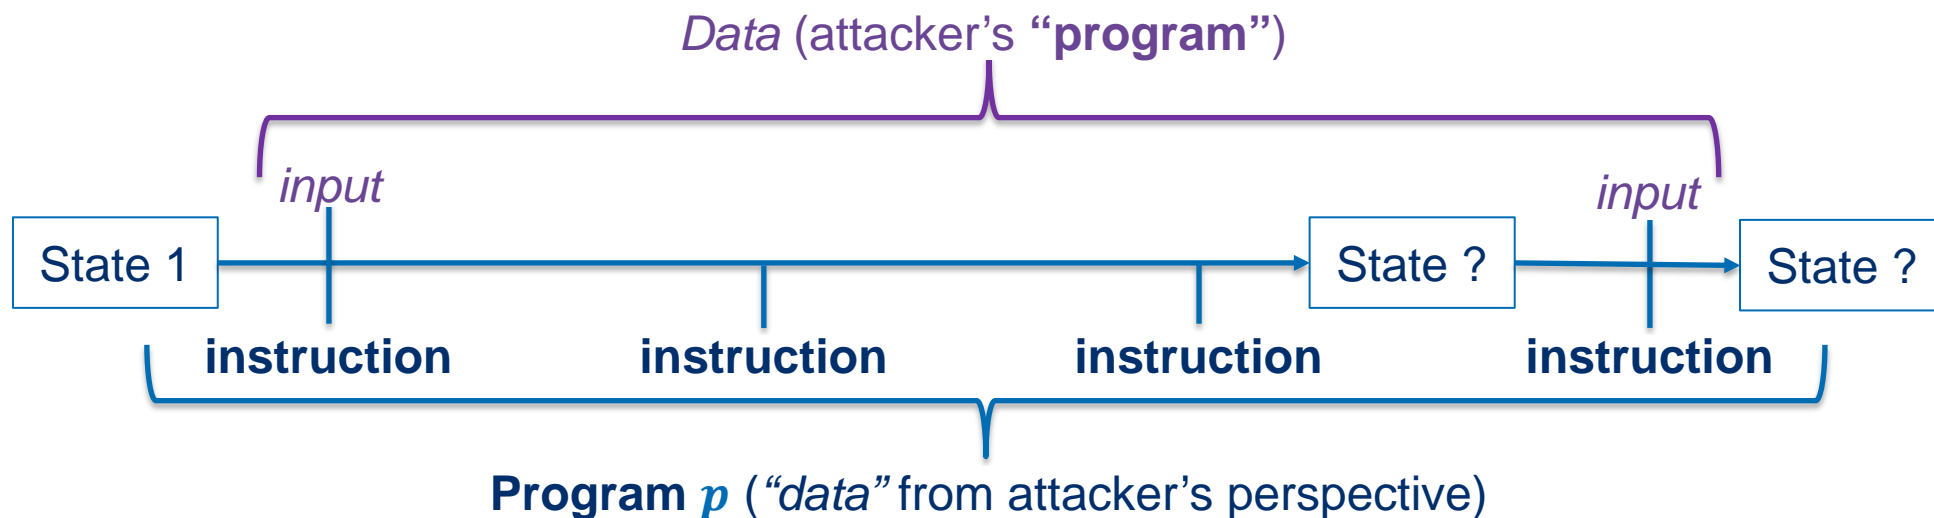 Data (attacker’s “program”)
input input
State 1 State ? State ?
instruction instruction instruction instruction
Program p (“data” from attacker’s perspective)